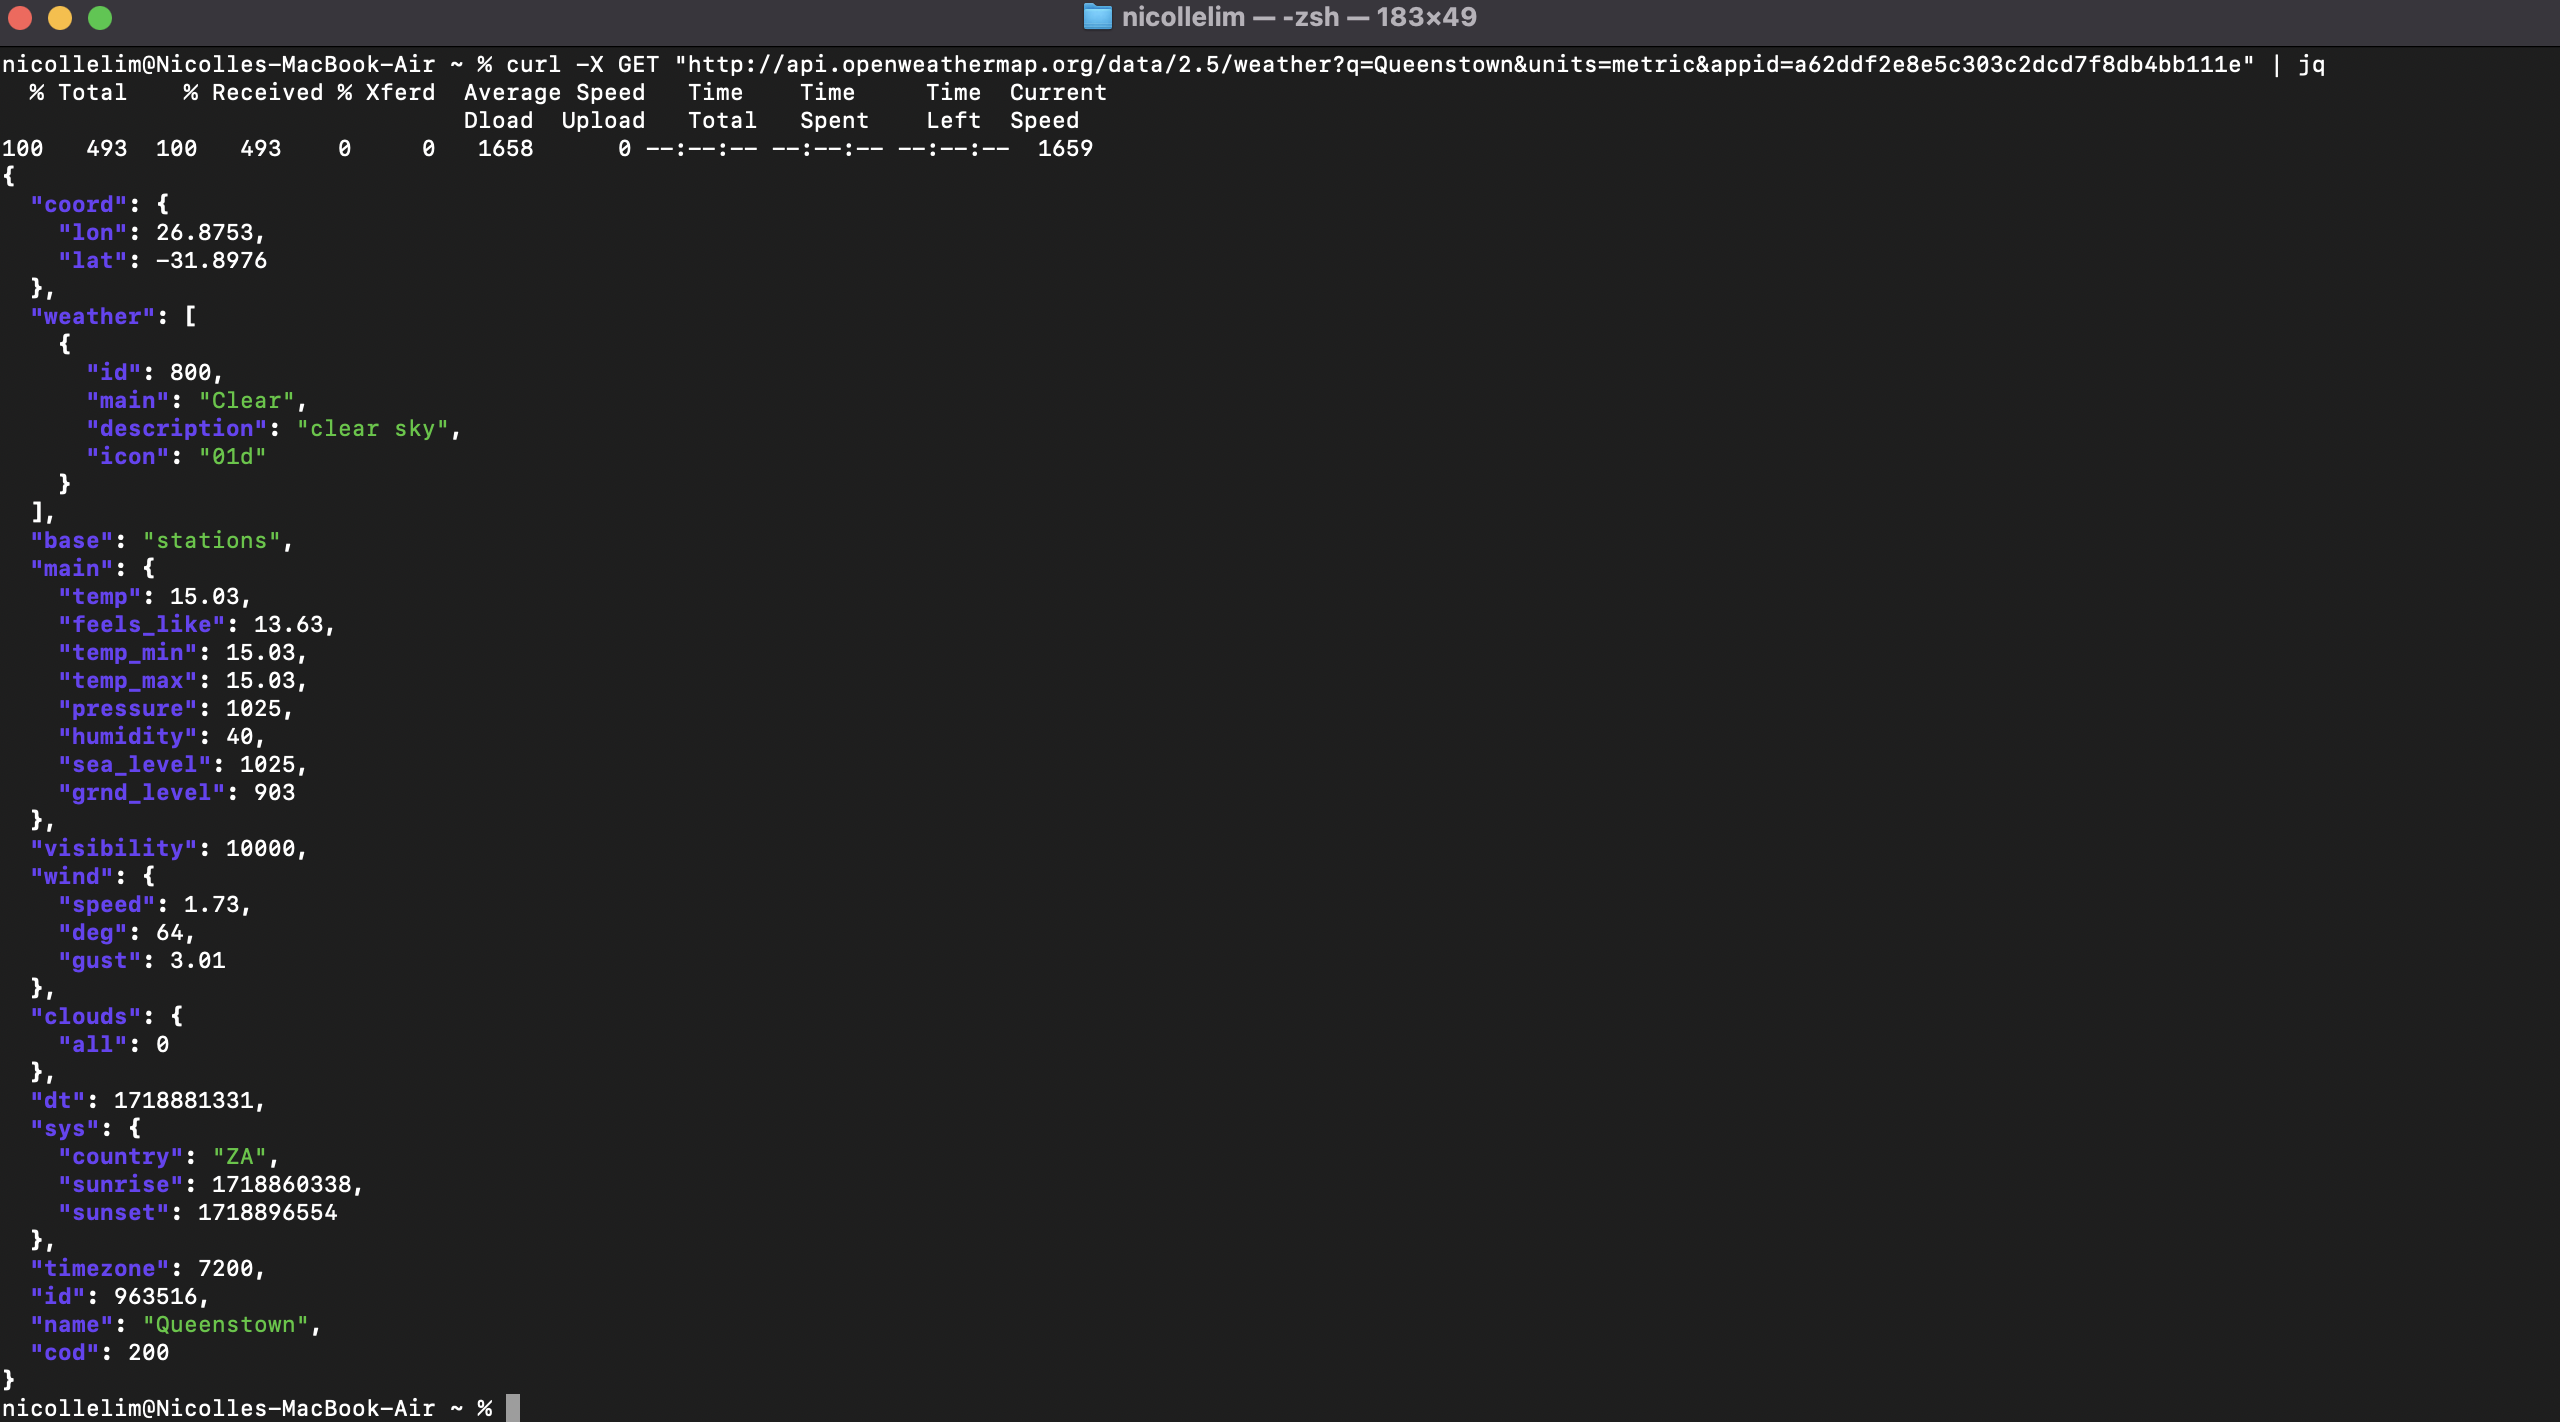 nicollelim — -zsh — 183×49
nicollelim@Nicolles-MacBook-Air ~ % curl -X GET "http://api.openweathermap.org/data/2.5/weather?q=Queenstown&units=metric&appid=a62ddf2e8e5c303c2dcd7f8db4bb111e" | jq
  % Total    % Received % Xferd  Average Speed   Time    Time     Time  Current
                                 Dload  Upload   Total   Spent    Left  Speed
100   493  100   493    0     0   1658      0 --:--:-- --:--:-- --:--:--  1659
{
  "coord": {
    "lon": 26.8753,
    "lat": -31.8976
  },
  "weather": [
    {
      "id": 800,
      "main": "Clear",
      "description": "clear sky",
      "icon": "01d"
    }
  ],
  "base": "stations",
  "main": {
    "temp": 15.03,
    "feels_like": 13.63,
    "temp_min": 15.03,
    "temp_max": 15.03,
    "pressure": 1025,
    "humidity": 40,
    "sea_level": 1025,
    "grnd_level": 903
  },
  "visibility": 10000,
  "wind": {
    "speed": 1.73,
    "deg": 64,
    "gust": 3.01
  },
  "clouds": {
    "all": 0
  },
  "dt": 1718881331,
  "sys": {
    "country": "ZA",
    "sunrise": 1718860338,
    "sunset": 1718896554
  },
  "timezone": 7200,
  "id": 963516,
  "name": "Queenstown",
  "cod": 200
}
nicollelim@Nicolles-MacBook-Air ~ %